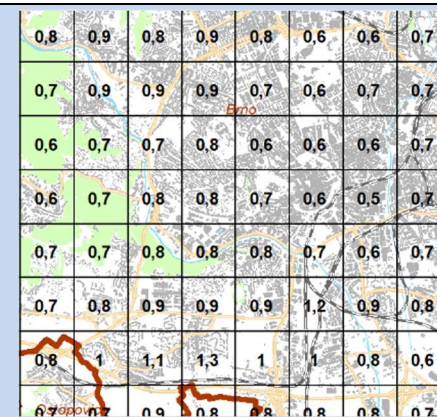 0,8 0,9 0,8 0,9 0,8 0,6 0,6 0,7
0,7 0,9 0,9 0,9 0,7 0,6 0,7 0,7
Brno
0,6 0,7 0,7 0,8 0,6 0,6 0,6 0,7
0,6 0,7 0,8 0,8 0,7 0,6 0,5 0,7
0,7 0,7 0,8 0,8 0,8 0,7 0,6 0,7
0,7 0,8 0,9 0,9 0,9 1,2 0,9 0,8
0,8 1 1,1 1,3 1 1 0,8 0,6
0,7 0,7 0,9 0,8 0,8 0,8 0,8 0,7